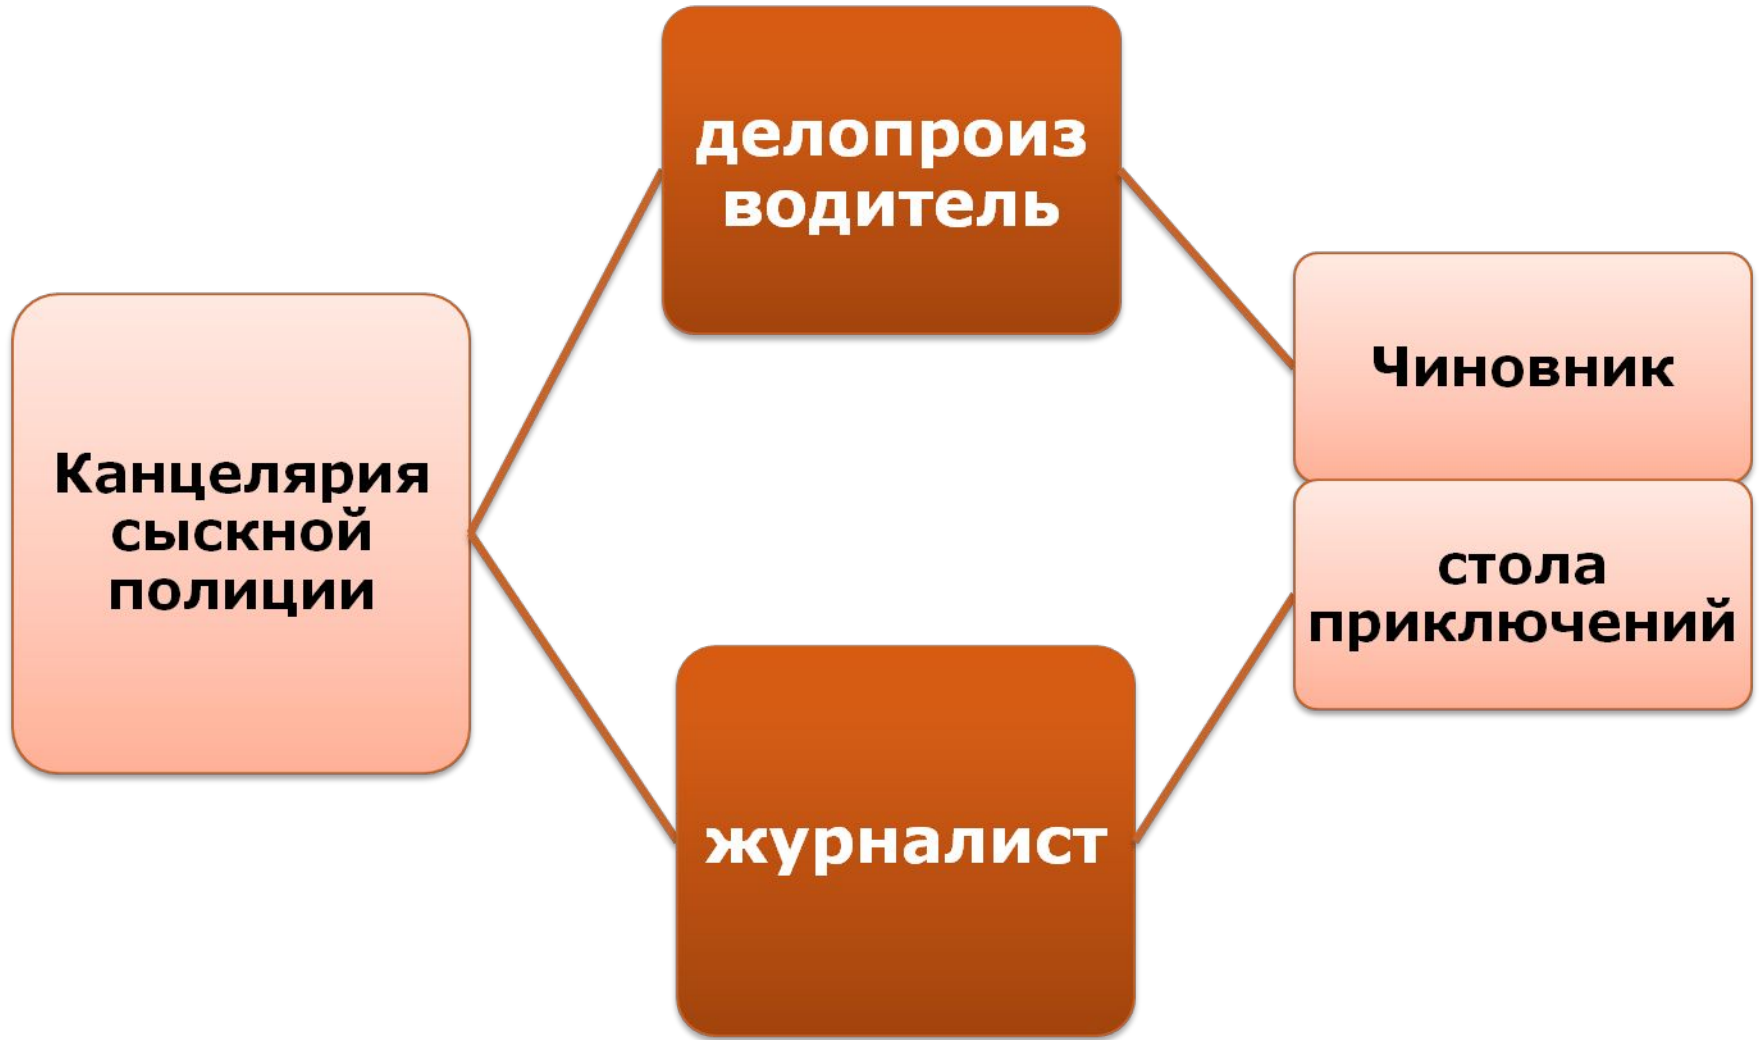 делопроиз
водитель
Чиновник
Канцелярия
сыскной
полиции
стола
приключений
журналист